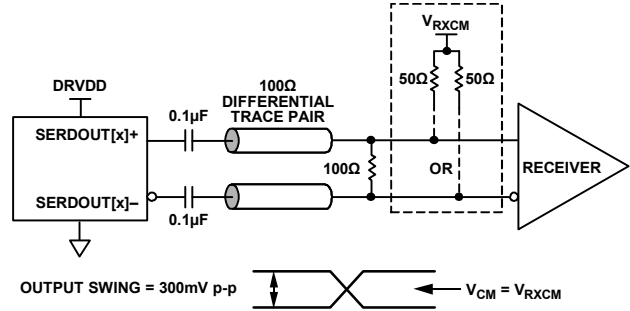 V_RXCM
DRVDD
50Ω 50Ω
100Ω
DIFFERENTIAL
TRACE PAIR
0.1µF
SERDOUT[x]+
100Ω
OR
RECEIVER
SERDOUT[x]–
0.1µF
OUTPUT SWING = 300mV p-p
V_CM = V_RXCM